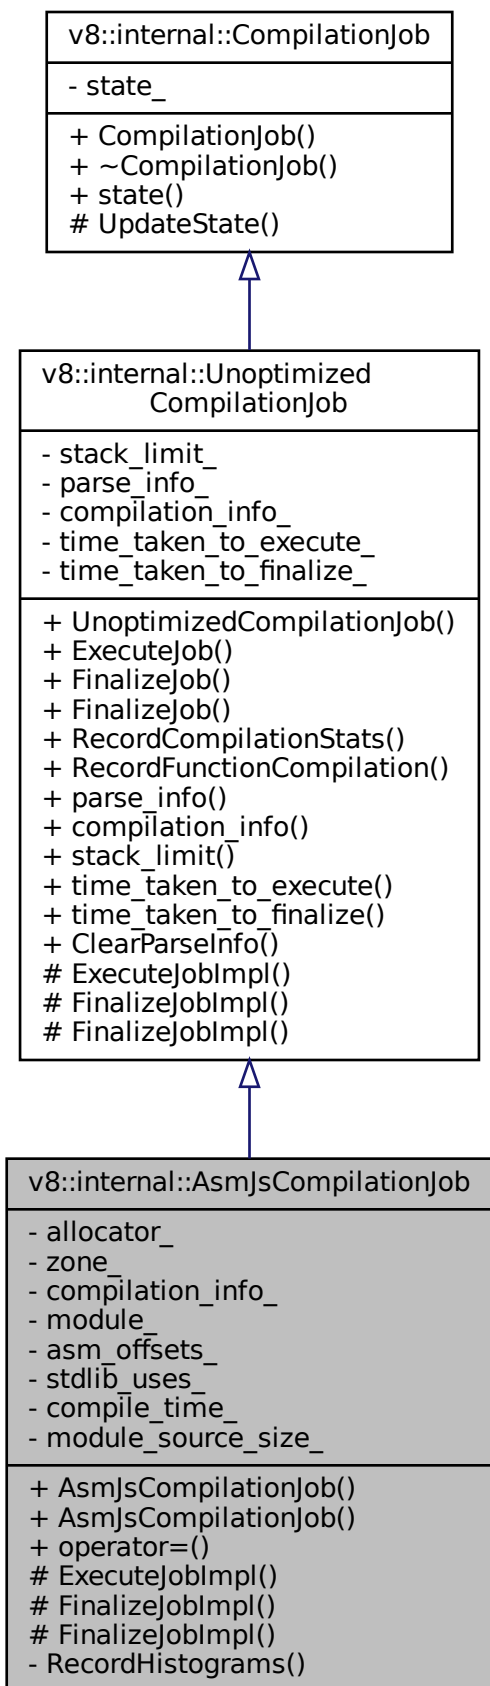 v8::internal::CompilationJob
- state_
+ CompilationJob()
+ ~CompilationJob()
+ state()
# UpdateState()
v8::internal::Unoptimized
CompilationJob
- stack_limit_
- parse_info_
- compilation_info_
- time_taken_to_execute_
- time_taken_to_finalize_
+ UnoptimizedCompilationJob()
+ ExecuteJob()
+ FinalizeJob()
+ FinalizeJob()
+ RecordCompilationStats()
+ RecordFunctionCompilation()
+ parse_info()
+ compilation_info()
+ stack_limit()
+ time_taken_to_execute()
+ time_taken_to_finalize()
+ ClearParseInfo()
# ExecuteJobImpl()
# FinalizeJobImpl()
# FinalizeJobImpl()
v8::internal::AsmJsCompilationJob
- allocator_
- zone_
- compilation_info_
- module_
- asm_offsets_
- stdlib_uses_
- compile_time_
- module_source_size_
+ AsmJsCompilationJob()
+ AsmJsCompilationJob()
+ operator=()
# ExecuteJobImpl()
# FinalizeJobImpl()
# FinalizeJobImpl()
- RecordHistograms()